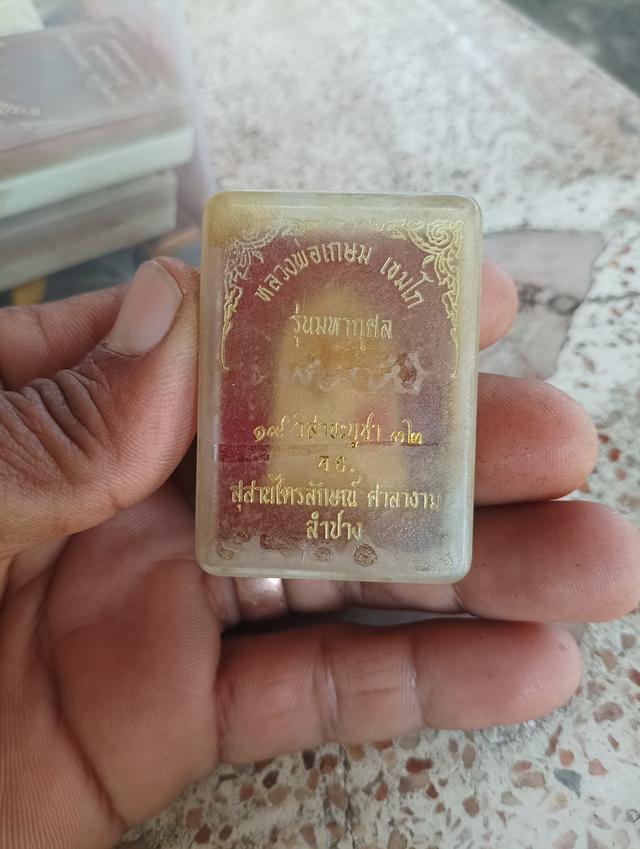 หลวงพ่อเกษม เขมโก
รุ่นมหากุศล
๑๙ วิสาขะบูชา ๓๒
สุสานไตรลักษณ์ ศาลางาม
ลำปาง